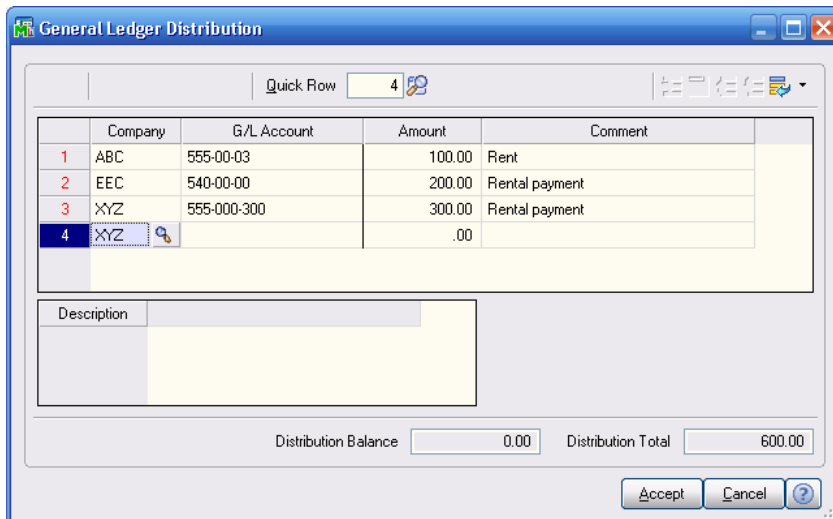 General Ledger Distribution
Quick Row 4
Company G/L Account Amount Comment
1 ABC 555-00-03 100.00 Rent
2 EEC 540-00-00 200.00 Rental payment
3 XYZ 555-000-300 300.00 Rental payment
4 XYZ .00
Description
Distribution Balance 0.00 Distribution Total 600.00
Accept Cancel ?